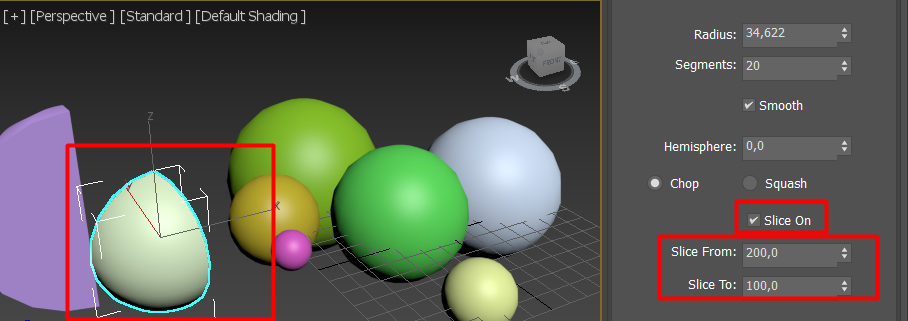 [ + ] [Perspective ] [Standard ] [Default Shading ]
Radius: 34,622
Segments: 20
Smooth
Hemisphere: 0,0
Chop Squash
Slice On
Slice From: 200,0
Slice To: 100,0
Z
X
FRONT
W
S